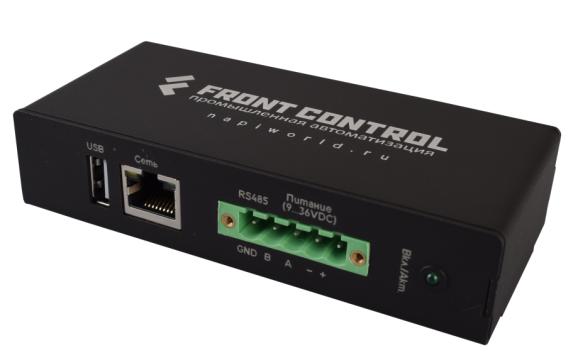 FRONT CONTROL
промышленная автоматизация
napiworld.ru
USB
Сеть
RS485
Питание
(9...36VDC)
GND B A - +
Вкл./Акт.